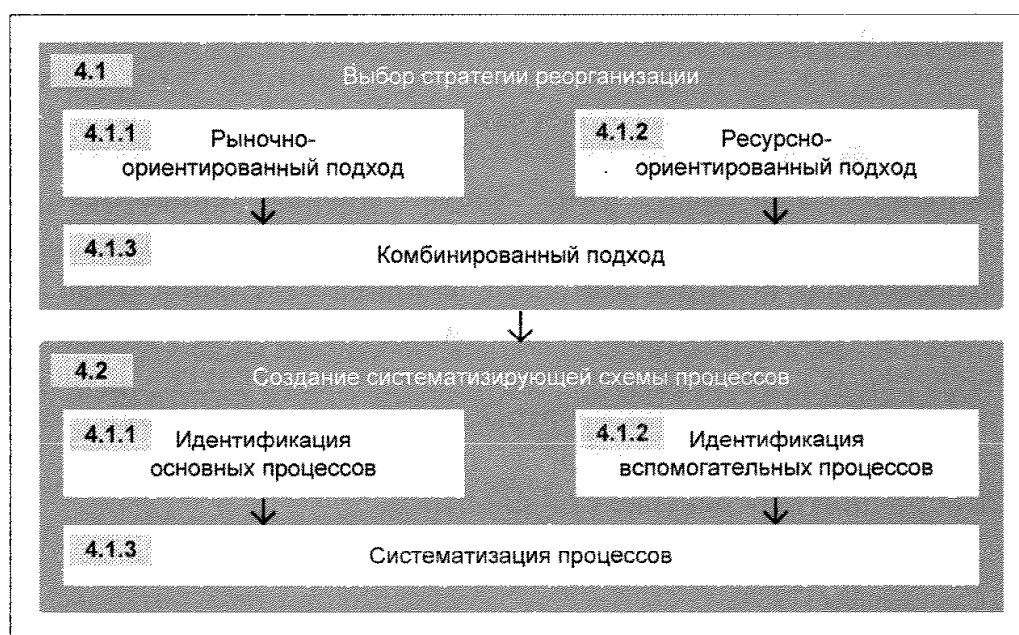 4.1 Выбор стратегии реорганизации
4.1.1 Рыночно-
ориентированный подход
4.1.2 Ресурсно-
ориентированный подход
4.1.3 Комбинированный подход
4.2 Создание систематизирующей схемы процессов
4.1.1 Идентификация
основных процессов
4.1.2 Идентификация
вспомогательных процессов
4.1.3 Систематизация процессов